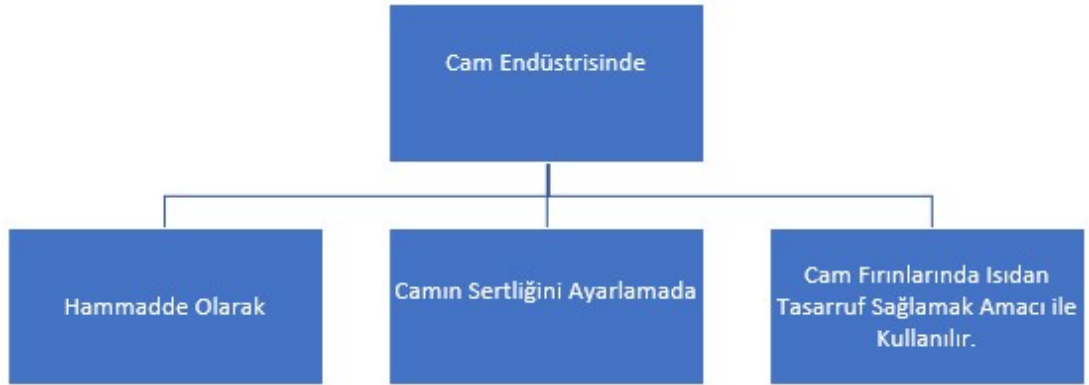 Cam Endüstrisinde
Hammadde Olarak
Camın Sertliğini Ayarlamada
Cam Fırınlarında Isıdan
Tasarruf Sağlamak Amacı ile
Kullanılır.